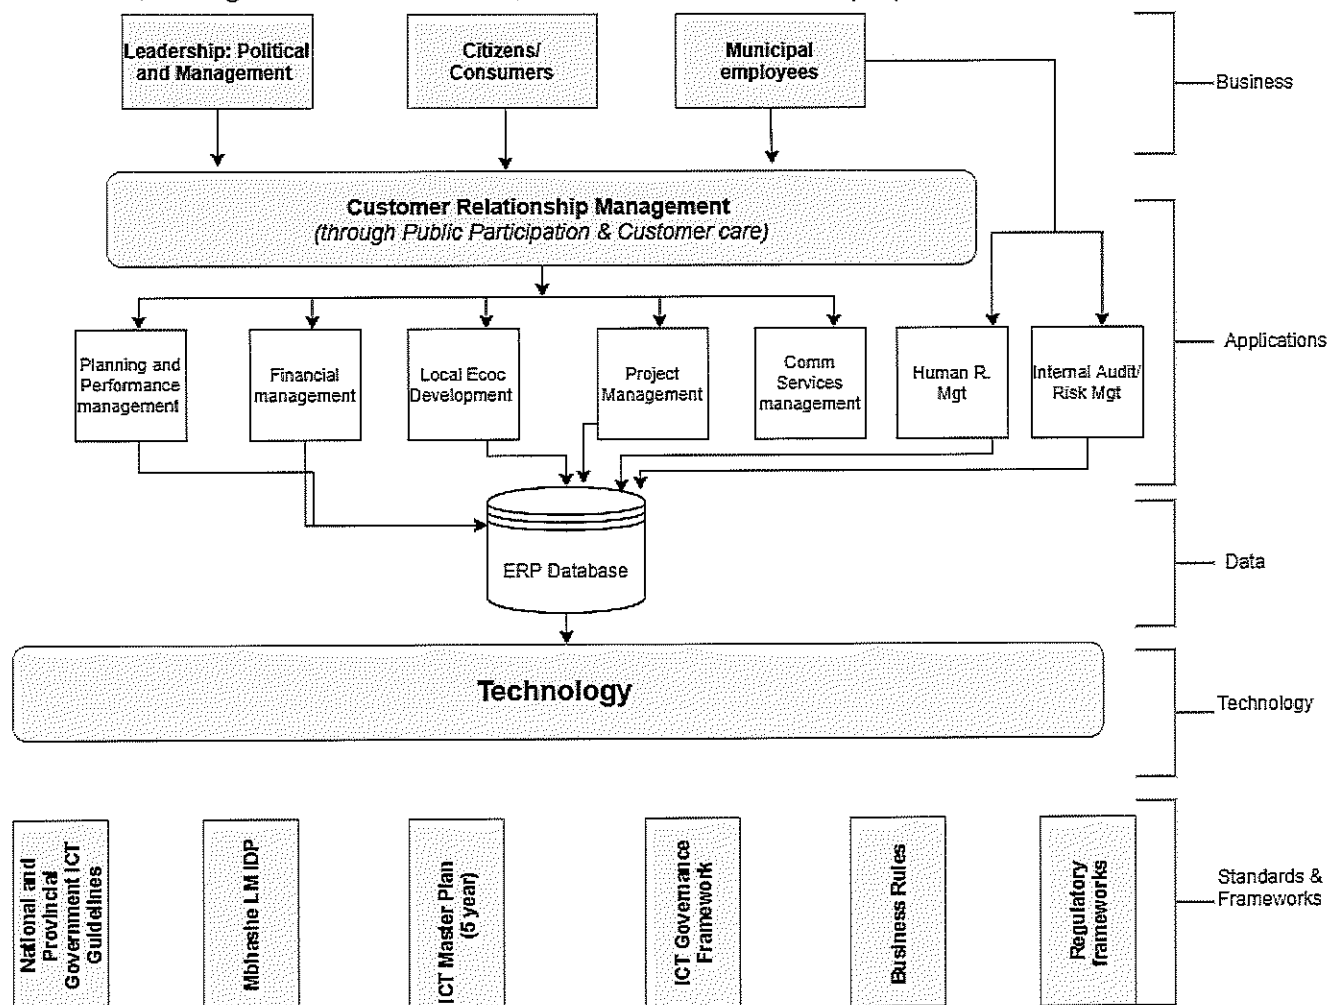 Leadership: Political
and Management
Citizens/
Consumers
Municipal
employees
Business
Customer Relationship Management
(through Public Participation & Customer care)
Applications
Planning and
Performance
management
Financial
management
Local Ecoc
Development
Project
Management
Comm
Services
management
Human R.
Mgt
Internal Audit/
Risk Mgt
ERP Database
Data
Technology
Technology
National and
Provincial
Government ICT
Guidelines
Mbhashe LM IDP
ICT Master Plan
(5 year)
ICT Governance
Framework
Business Rules
Regulatory
frameworks
Standards &
Frameworks